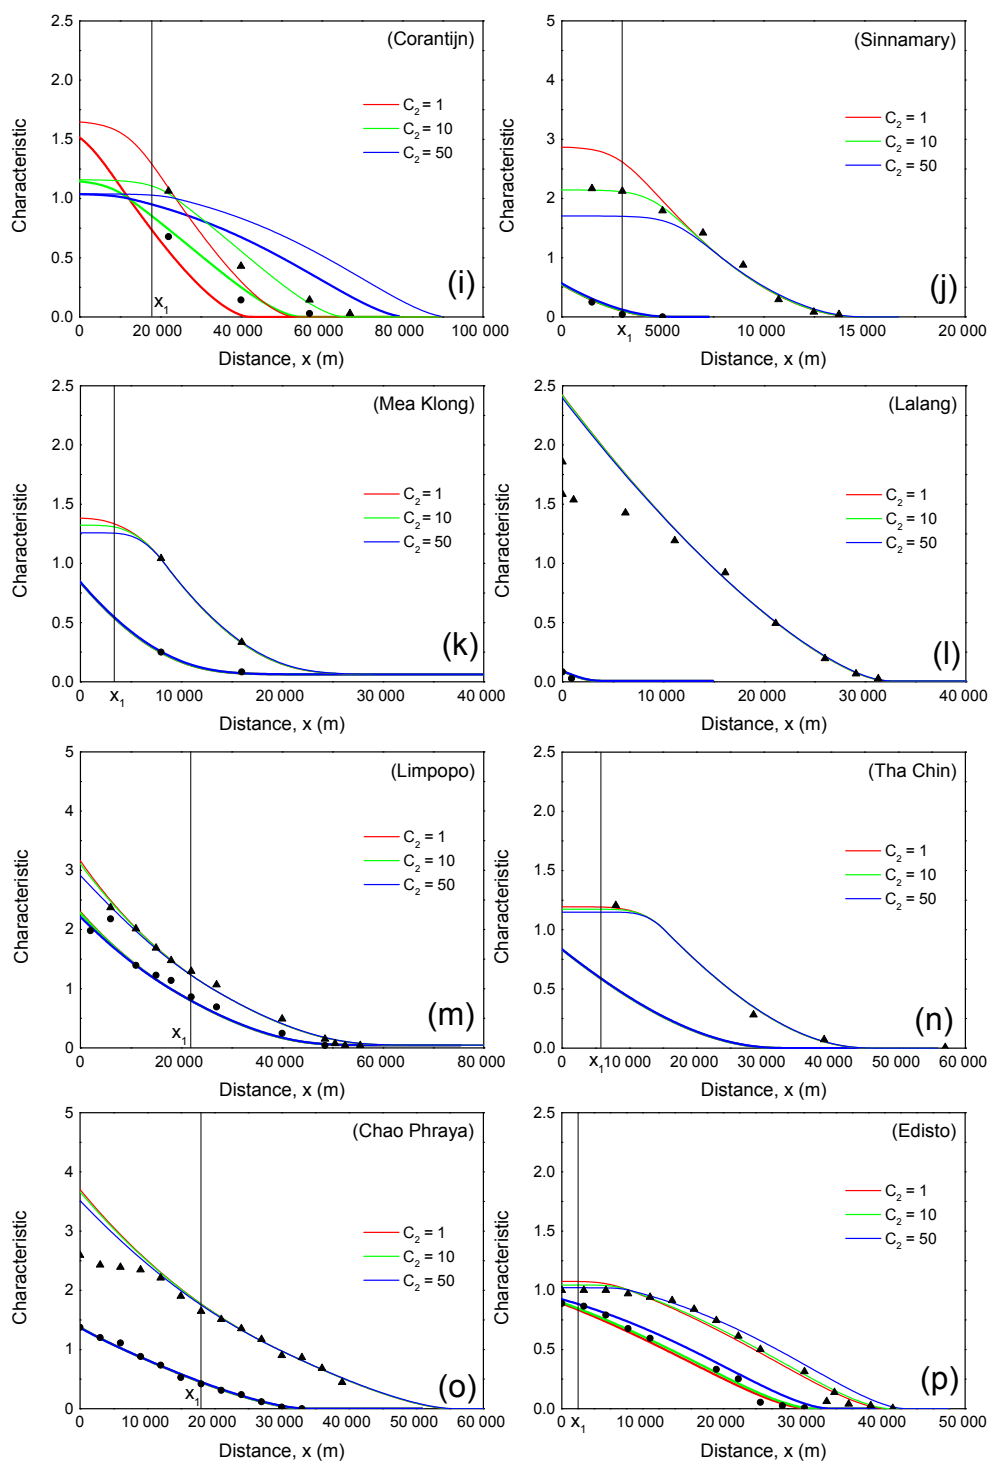 2.5
2.0
1.5
1.0
0.5
0.0
Characteristic
(Corantijn)
C2 = 1
C2 = 10
C2 = 50
(i)
x1
0 20 000 40 000 60 000 80 000 100 000
Distance, x (m)
5
4
3
2
1
0
Characteristic
(Sinnamary)
C2 = 1
C2 = 10
C2 = 50
(j)
0 5000 10 000 15 000 20 000
x1
Distance, x (m)
2.5
2.0
1.5
1.0
0.5
0.0
Characteristic
(Mea Klong)
C2 = 1
C2 = 10
C2 = 50
(k)
0 10 000 20 000 30 000 40 000
x1
Distance, x (m)
2.5
2.0
1.5
1.0
0.5
0.0
Characteristic
(Lalang)
C2 = 1
C2 = 10
C2 = 50
(l)
0 10 000 20 000 30 000 40 000
Distance, x (m)
5
4
3
2
1
0
Characteristic
(Limpopo)
C2 = 1
C2 = 10
C2 = 50
(m)
x1
0 20 000 40 000 60 000 80 000
Distance, x (m)
2.5
2.0
1.5
1.0
0.5
0.0
Characteristic
(Tha Chin)
C2 = 1
C2 = 10
C2 = 50
(n)
0 10 000 20 000 30 000 40 000 50 000 60 000
x1
Distance, x (m)
5
4
3
2
1
0
Characteristic
(Chao Phraya)
C2 = 1
C2 = 10
C2 = 50
(o)
x1
0 10 000 20 000 30 000 40 000 50 000 60 000
Distance, x (m)
2.5
2.0
1.5
1.0
0.5
0.0
Characteristic
(Edisto)
C2 = 1
C2 = 10
C2 = 50
(p)
0 10 000 20 000 30 000 40 000 50 000
x1
Distance, x (m)